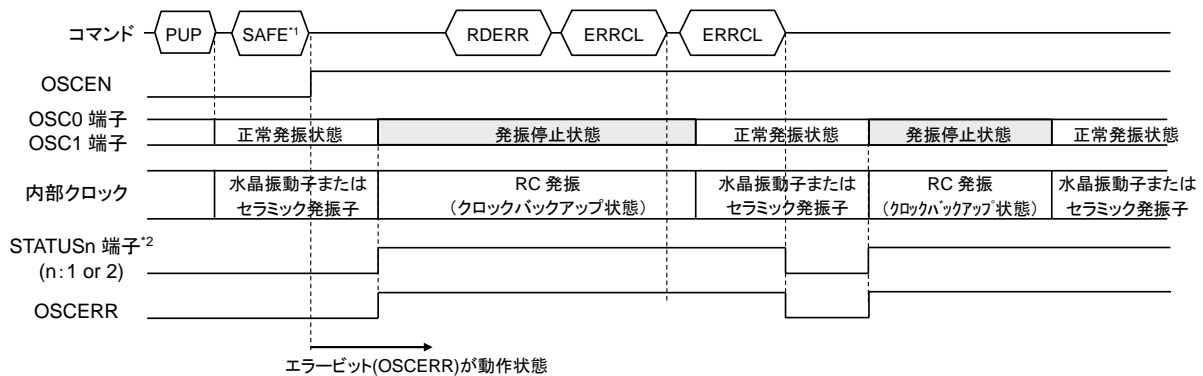 コマンド PUP SAFE*1 RDERR ERRCL ERRCL
OSCEN
OSC0 端子
OSC1 端子
正常発振状態 発振停止状態 正常発振状態 発振停止状態 正常発振状態
内部クロック
水晶振動子または
セラミック発振子
RC 発振
(クロックバックアップ状態)
水晶振動子または
セラミック発振子
RC 発振
(クロックバックアップ状態)
水晶振動子または
セラミック発振子
STATUSn 端子*2
(n:1 or 2)
OSCERR
エラービット(OSCERR)が動作状態